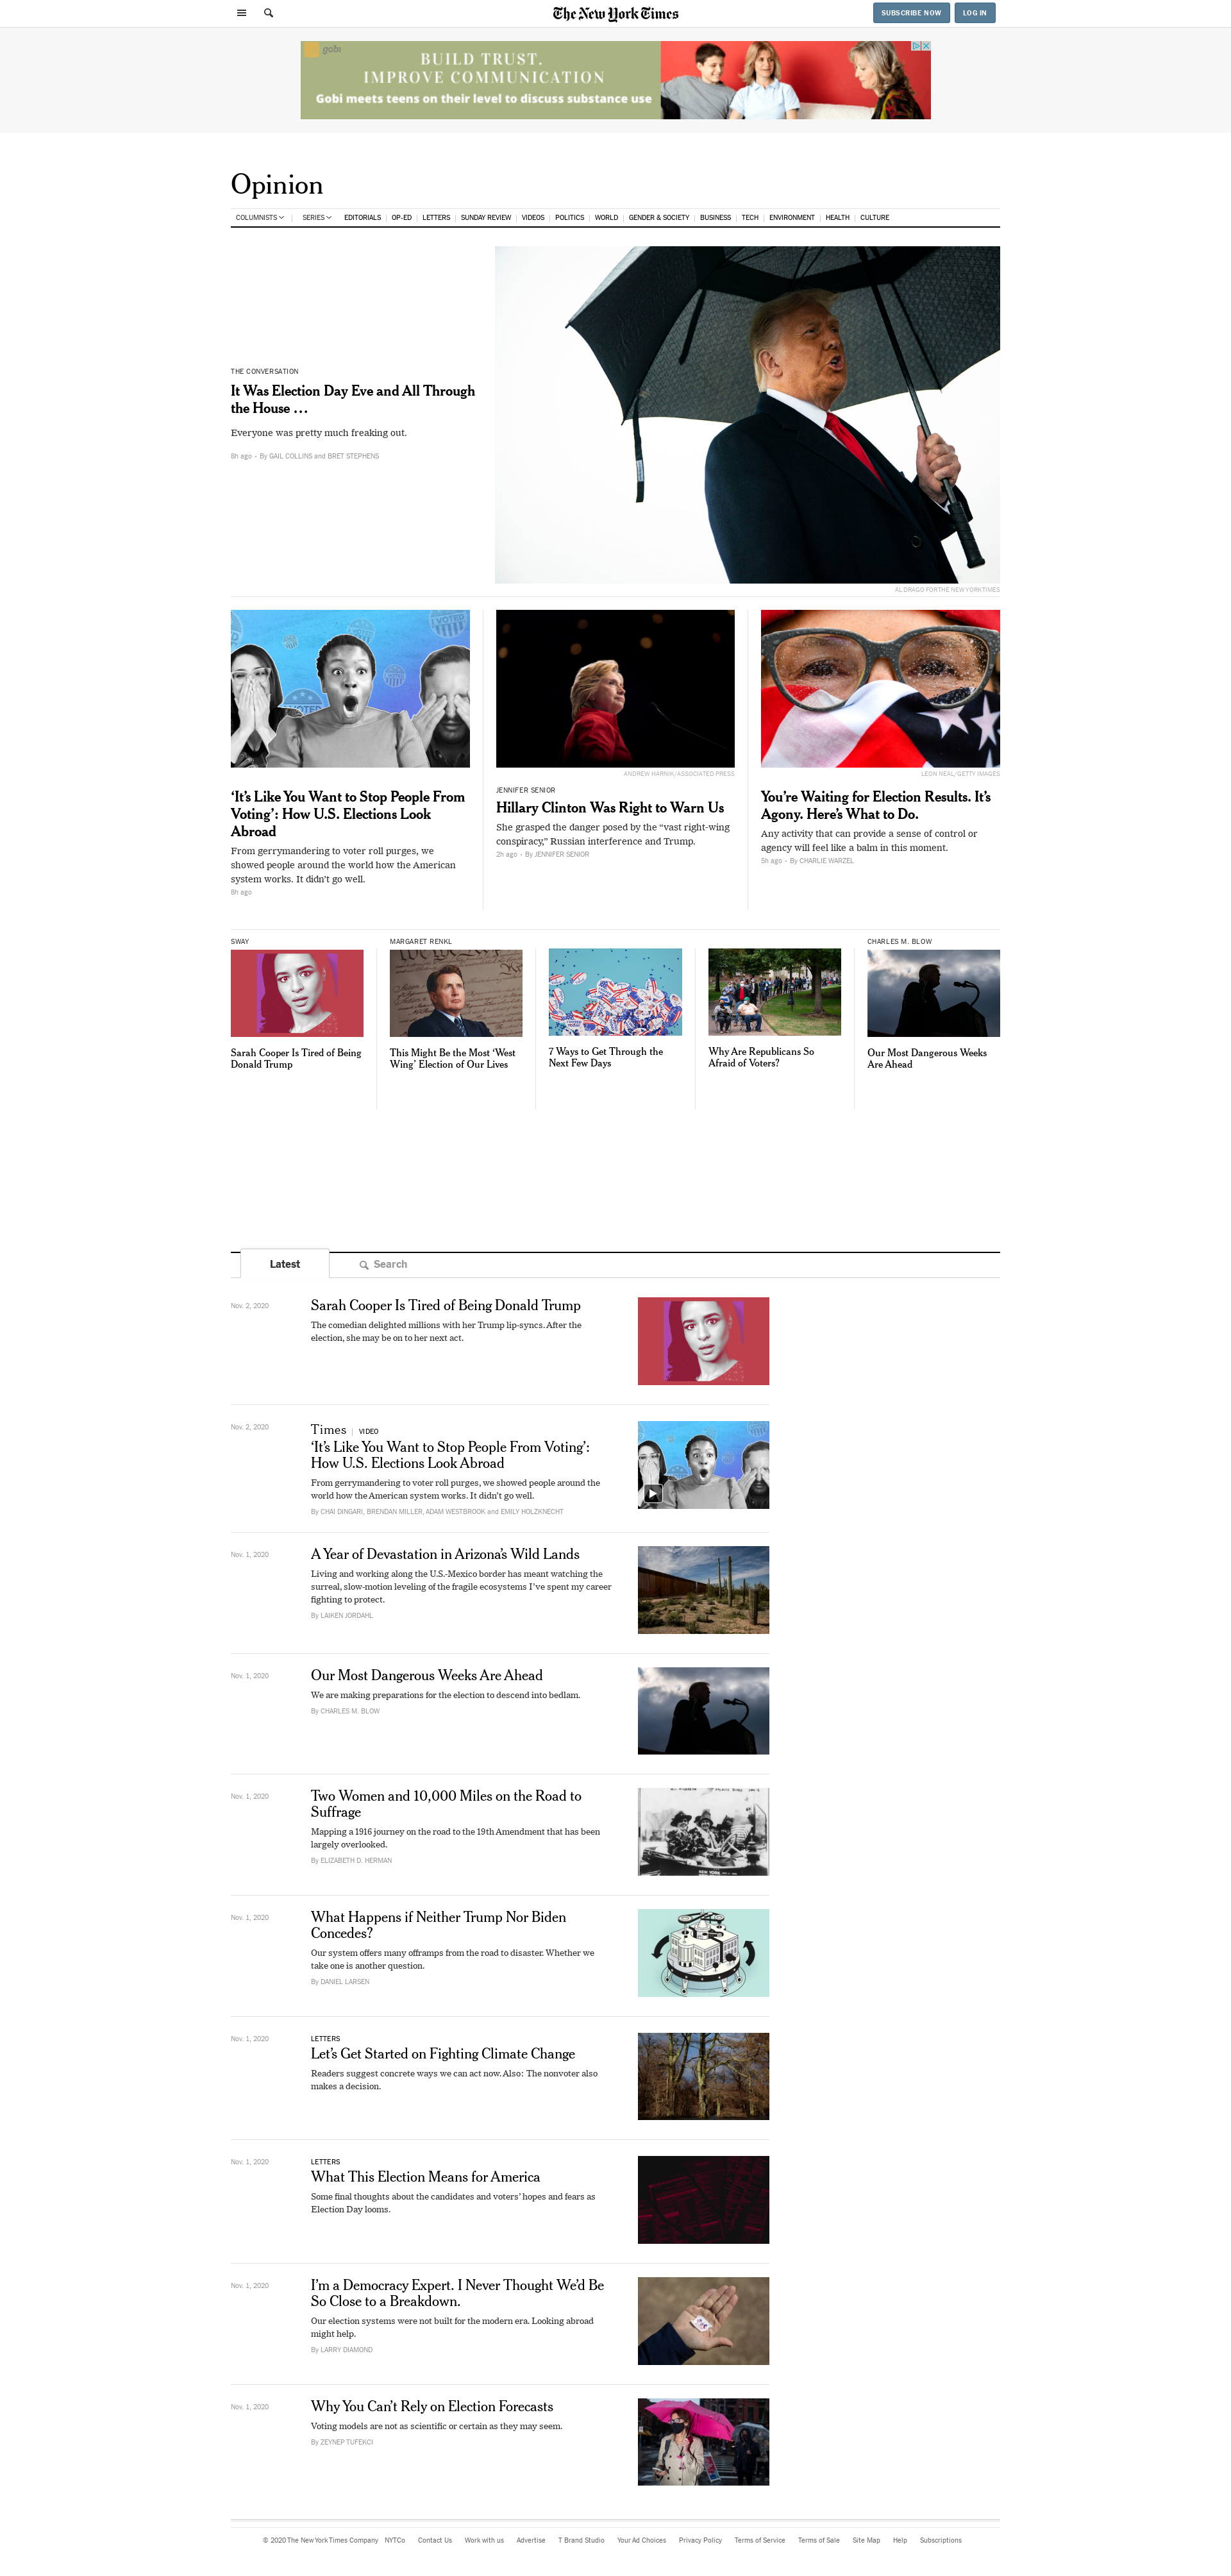 The New York Times
SUBSCRIBE NOW
LOG IN
gobi
BUILD TRUST.
IMPROVE COMMUNICATION
Gobi meets teens on their level to discuss substance use
Opinion
COLUMNISTS | SERIES EDITORIALS | OP-ED | LETTERS | SUNDAY REVIEW | VIDEOS | POLITICS | WORLD | GENDER & SOCIETY | BUSINESS | TECH | ENVIRONMENT | HEALTH | CULTURE
THE CONVERSATION
It Was Election Day Eve and All Through
the House …
Everyone was pretty much freaking out.
8h ago · By GAIL COLLINS and BRET STEPHENS
AL DRAGO FOR THE NEW YORK TIMES
VOTED
VOTED
‘It’s Like You Want to Stop People From
Voting’: How U.S. Elections Look
Abroad
From gerrymandering to voter roll purges, we
showed people around the world how the American
system works. It didn’t go well.
8h ago
ANDREW HARNIK/ASSOCIATED PRESS
JENNIFER SENIOR
Hillary Clinton Was Right to Warn Us
She grasped the danger posed by the “vast right-wing
conspiracy,” Russian interference and Trump.
2h ago · By JENNIFER SENIOR
LEON NEAL/GETTY IMAGES
You’re Waiting for Election Results. It’s
Agony. Here’s What to Do.
Any activity that can provide a sense of control or
agency will feel like a balm in this moment.
5h ago · By CHARLIE WARZEL
SWAY
Sarah Cooper Is Tired of Being
Donald Trump
MARGARET RENKL
This Might Be the Most ‘West
Wing’ Election of Our Lives
7 Ways to Get Through the
Next Few Days
Why Are Republicans So
Afraid of Voters?
CHARLES M. BLOW
Our Most Dangerous Weeks
Are Ahead
Latest
Search
Nov. 2, 2020
Sarah Cooper Is Tired of Being Donald Trump
The comedian delighted millions with her Trump lip-syncs. After the
election, she may be on to her next act.
Nov. 2, 2020
Times | VIDEO
‘It’s Like You Want to Stop People From Voting’:
How U.S. Elections Look Abroad
From gerrymandering to voter roll purges, we showed people around the
world how the American system works. It didn’t go well.
By CHAI DINGARI, BRENDAN MILLER, ADAM WESTBROOK and EMILY HOLZKNECHT
Nov. 1, 2020
A Year of Devastation in Arizona’s Wild Lands
Living and working along the U.S.-Mexico border has meant watching the
surreal, slow-motion leveling of the fragile ecosystems I’ve spent my career
fighting to protect.
By LAIKEN JORDAHL
Nov. 1, 2020
Our Most Dangerous Weeks Are Ahead
We are making preparations for the election to descend into bedlam.
By CHARLES M. BLOW
Nov. 1, 2020
Two Women and 10,000 Miles on the Road to
Suffrage
Mapping a 1916 journey on the road to the 19th Amendment that has been
largely overlooked.
By ELIZABETH D. HERMAN
Nov. 1, 2020
What Happens if Neither Trump Nor Biden
Concedes?
Our system offers many offramps from the road to disaster. Whether we
take one is another question.
By DANIEL LARSEN
Nov. 1, 2020
LETTERS
Let’s Get Started on Fighting Climate Change
Readers suggest concrete ways we can act now. Also: The nonvoter also
makes a decision.
Nov. 1, 2020
LETTERS
What This Election Means for America
Some final thoughts about the candidates and voters’ hopes and fears as
Election Day looms.
Nov. 1, 2020
I’m a Democracy Expert. I Never Thought We’d Be
So Close to a Breakdown.
Our election systems were not built for the modern era. Looking abroad
might help.
By LARRY DIAMOND
Nov. 1, 2020
Why You Can’t Rely on Election Forecasts
Voting models are not as scientific or certain as they may seem.
By ZEYNEP TUFEKCI
© 2020 The New York Times Company NYTCo Contact Us Work with us Advertise T Brand Studio Your Ad Choices Privacy Policy Terms of Service Terms of Sale Site Map Help Subscriptions